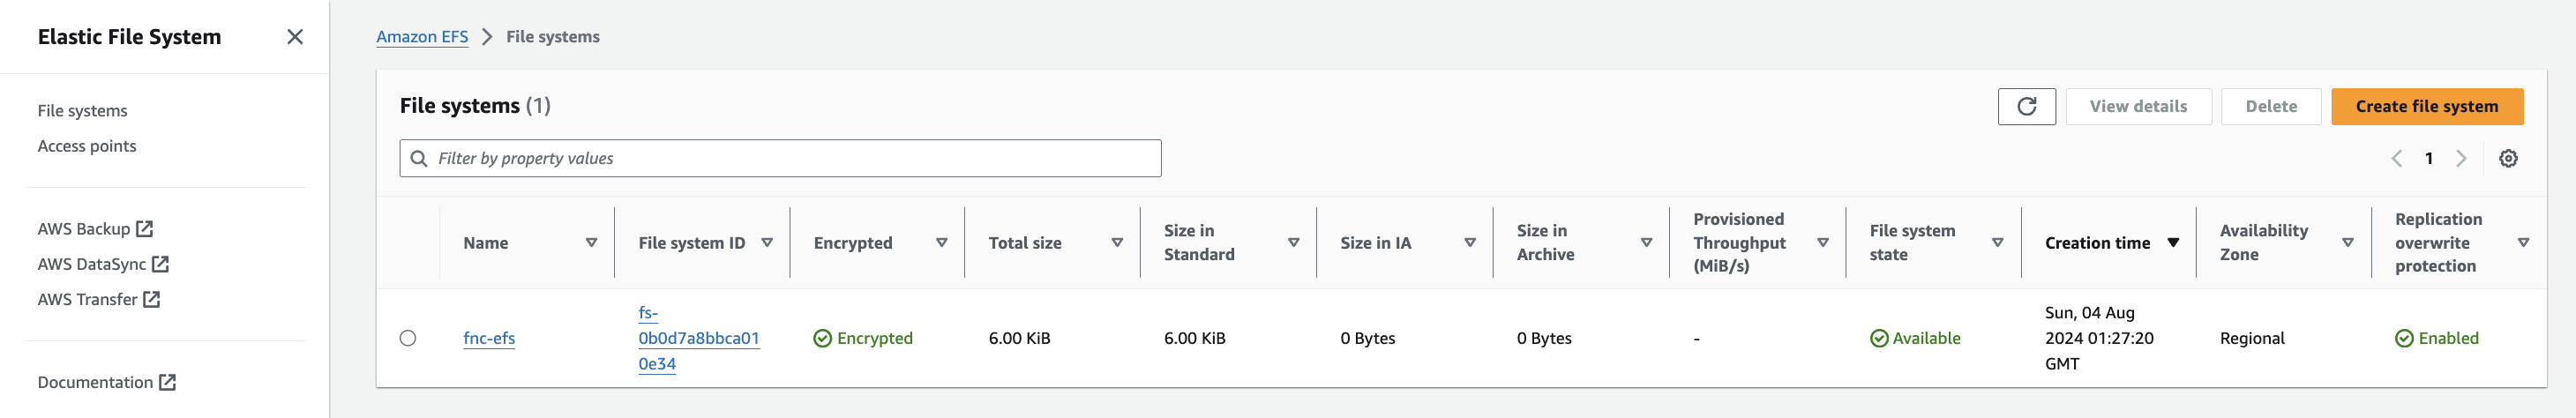 Elastic File System
File systems
Access points
AWS Backup
AWS DataSync
AWS Transfer
Documentation
Amazon EFS
File systems
File systems (1)
View details
Delete
Create file system
Filter by property values
1
Name
File system ID
Encrypted
Total size
Size in
Standard
Size in IA
Size in
Archive
Provisioned
Throughput
(MiB/s)
File system
state
Creation time
Availability
Zone
Replication
overwrite
protection
fnc-efs
fs-
0b0d7a8bbca01
0e34
Encrypted
6.00 KiB
6.00 KiB
0 Bytes
0 Bytes
-
Available
Sun, 04 Aug
2024 01:27:20
GMT
Regional
Enabled